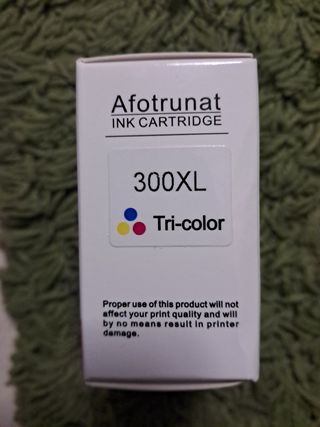 Afotrunat
INK CARTRIDGE
300XL
Tri-color
Proper use of this product will not
affect your print quality and will
by no means result in printer
damage.